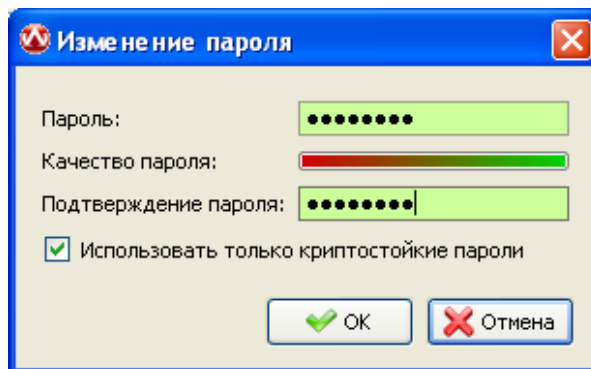 Изменение пароля
Пароль: ●●●●●●●●
Качество пароля:
Подтверждение пароля: ●●●●●●●●
Использовать только криптостойкие пароли
OK Отмена